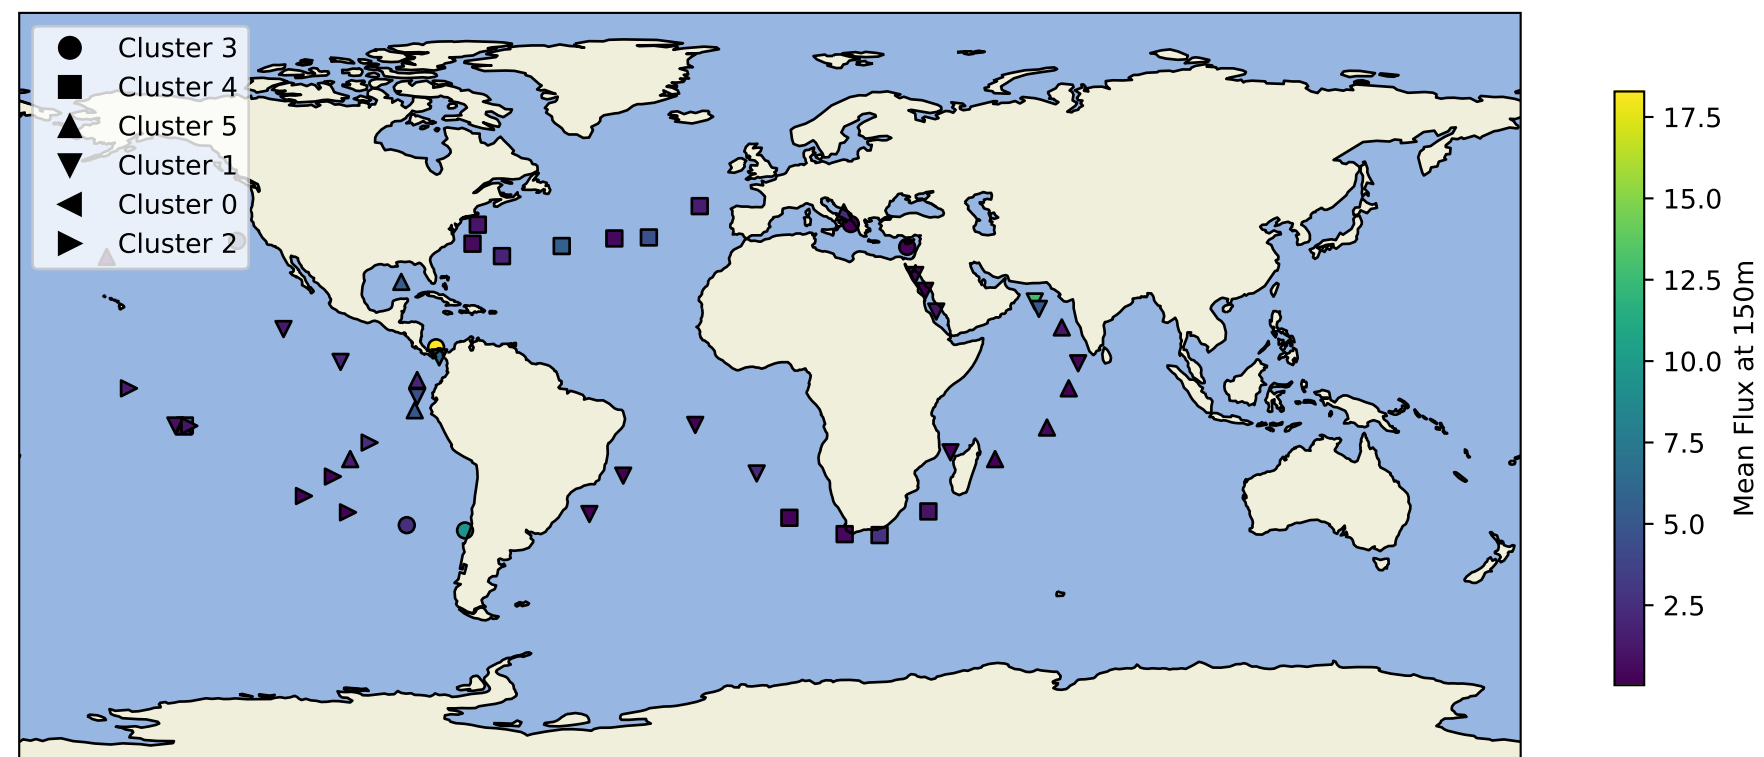 Cluster 3
Cluster 4
Cluster 5
Cluster 1
Cluster 0
Cluster 2
17.5
15.0
12.5
10.0
7.5
5.0
2.5
Mean Flux at 150m